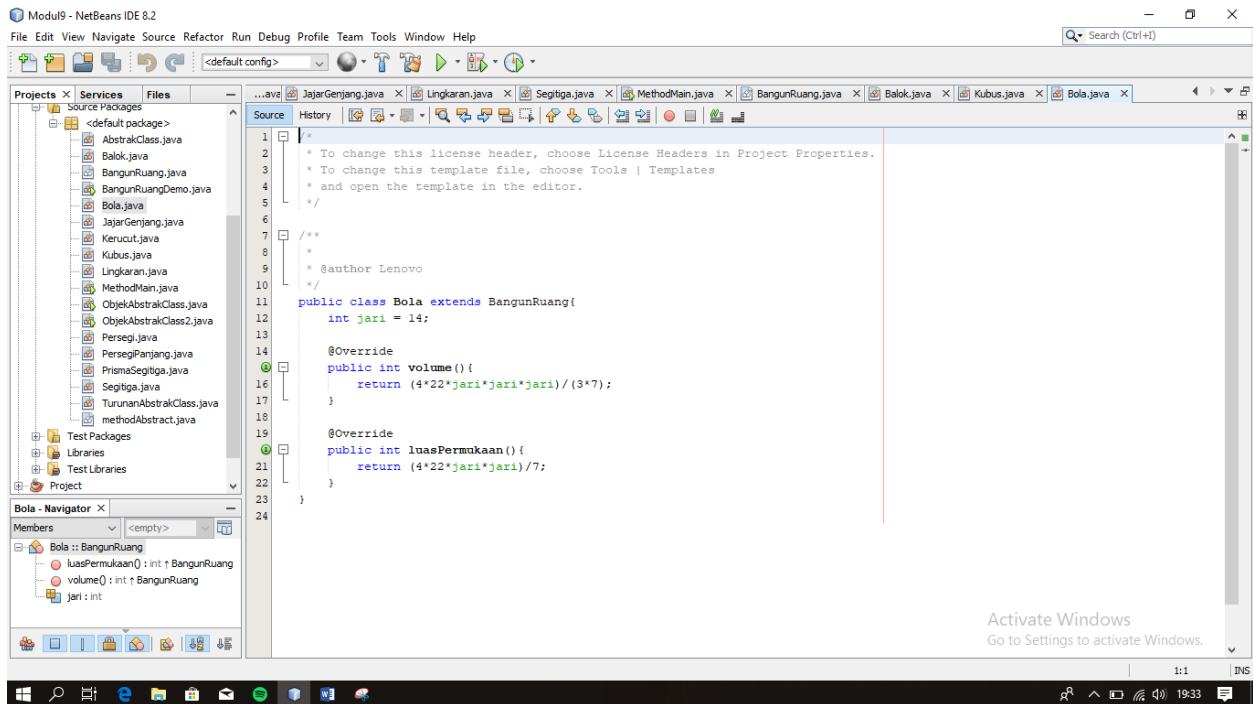 Modul9 - NetBeans IDE 8.2
File Edit View Navigate Source Refactor Run Debug Profile Team Tools Window Help
Search (Ctrl+I)
<default config>
Projects Services Files
...ava JajarGenjang.java Lingkaran.java Segitiga.java MethodMain.java BangunRuang.java Balok.java Kubus.java Bola.java
Source History
Source Packages
<default package>
AbstrakClass.java
Balok.java
BangunRuang.java
BangunRuangDemo.java
Bola.java
JajarGenjang.java
Kerucut.java
Kubus.java
Lingkaran.java
MethodMain.java
ObjekAbstrakClass.java
ObjekAbstrakClass2.java
Persegi.java
PersegiPanjang.java
PrismaSegitiga.java
Segitiga.java
TurunanAbstrakClass.java
methodAbstract.java
Test Packages
Libraries
Test Libraries
Project
Bola - Navigator
Members <empty>
Bola :: BangunRuang
luasPermukaan() : int ↑ BangunRuang
volume() : int ↑ BangunRuang
jari : int
1 /*
2 * To change this license header, choose License Headers in Project Properties.
3 * To change this template file, choose Tools | Templates
4 * and open the template in the editor.
5 */
6
7 /**
8 *
9 * @author Lenovo
10 */
11 public class Bola extends BangunRuang{
12 int jari = 14;
13
14 @Override
public int volume(){
16 return (4*22*jari*jari*jari)/(3*7);
17 }
18
19 @Override
public int luasPermukaan(){
21 return (4*22*jari*jari)/7;
22 }
23 }
24
Activate Windows
Go to Settings to activate Windows.
1:1 INS
19:33